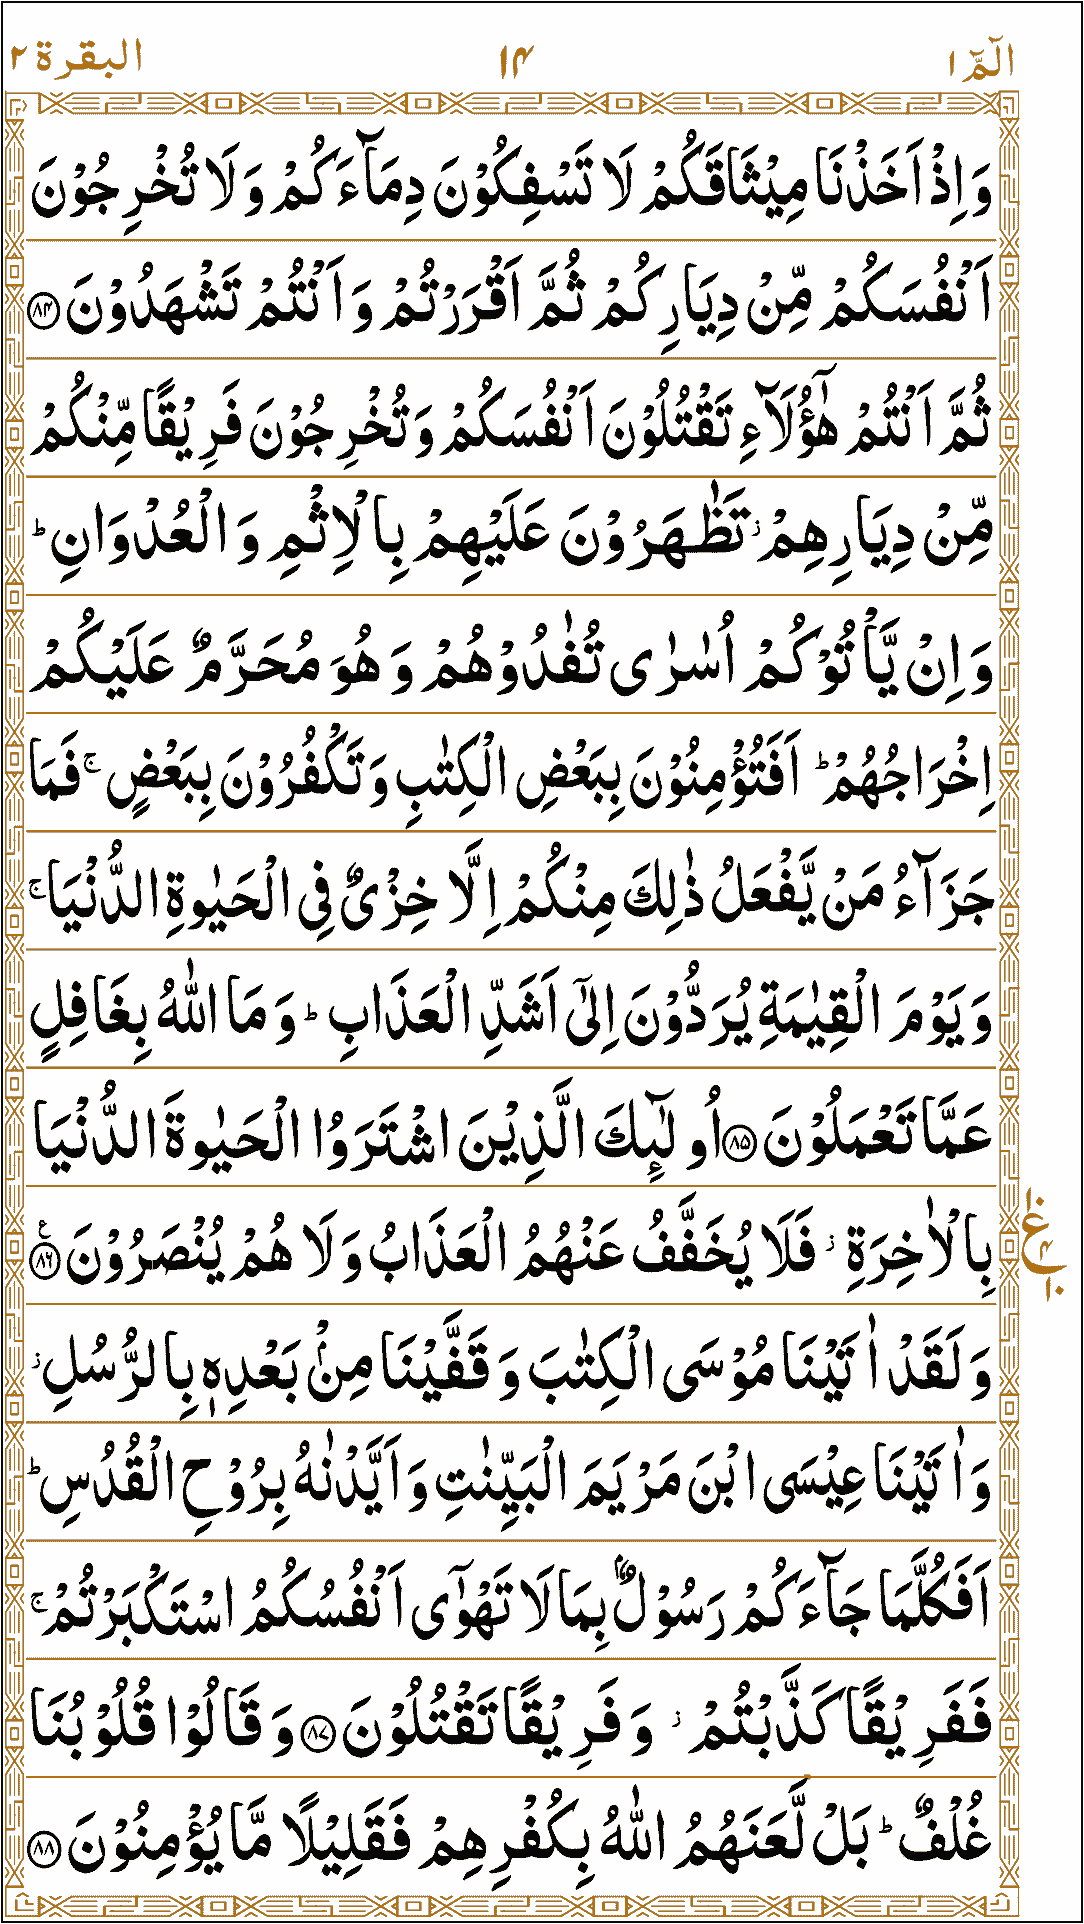 الٓمّٓ ۱ ۱۴ البقرة ۲
وَ اِذْ اَخَذْنَا مِيْثَاقَكُمْ لَا تَسْفِكُوْنَ دِمَآءَكُمْ وَ لَا تُخْرِجُوْنَ
اَنْفُسَكُمْ مِّنْ دِيَارِكُمْ ثُمَّ اَقْرَرْتُمْ وَ اَنْتُمْ تَشْهَدُوْنَ ۸۴
ثُمَّ اَنْتُمْ هٰۤؤُلَآءِ تَقْتُلُوْنَ اَنْفُسَكُمْ وَ تُخْرِجُوْنَ فَرِيْقًا مِّنْكُمْ
مِّنْ دِيَارِهِمْ ز تَظٰهَرُوْنَ عَلَيْهِمْ بِالْاِثْمِ وَ الْعُدْوَانِ ؕ
وَ اِنْ يَّاْتُوْكُمْ اُسٰرٰى تُفٰدُوْهُمْ وَ هُوَ مُحَرَّمٌ عَلَيْكُمْ
اِخْرَاجُهُمْ ؕ اَفَتُؤْمِنُوْنَ بِبَعْضِ الْكِتٰبِ وَ تَكْفُرُوْنَ بِبَعْضٍ ۚ فَمَا
جَزَآءُ مَنْ يَّفْعَلُ ذٰلِكَ مِنْكُمْ اِلَّا خِزْىٌ فِى الْحَيٰوةِ الدُّنْيَا ۚ
وَ يَوْمَ الْقِيٰمَةِ يُرَدُّوْنَ اِلٰۤى اَشَدِّ الْعَذَابِ ؕ وَ مَا اللّٰهُ بِغَافِلٍ
عَمَّا تَعْمَلُوْنَ ۸۵ اُولٰٓئِكَ الَّذِيْنَ اشْتَرَوُا الْحَيٰوةَ الدُّنْيَا
بِالْاٰخِرَةِ ز فَلَا يُخَفَّفُ عَنْهُمُ الْعَذَابُ وَ لَا هُمْ يُنْصَرُوْنَ ۸۶ ع
۱۰ ع ۴ ۱۰
وَ لَقَدْ اٰتَيْنَا مُوْسَى الْكِتٰبَ وَ قَفَّيْنَا مِنْۢ بَعْدِهٖ بِالرُّسُلِ ز
وَ اٰتَيْنَا عِيْسَى ابْنَ مَرْيَمَ الْبَيِّنٰتِ وَ اَيَّدْنٰهُ بِرُوْحِ الْقُدُسِ ؕ
اَفَكُلَّمَا جَآءَكُمْ رَسُوْلٌۢ بِمَا لَا تَهْوٰۤى اَنْفُسُكُمُ اسْتَكْبَرْتُمْ ۚ
فَفَرِيْقًا كَذَّبْتُمْ ز وَ فَرِيْقًا تَقْتُلُوْنَ ۸۷ وَ قَالُوْا قُلُوْبُنَا
غُلْفٌ ؕ بَلْ لَّعَنَهُمُ اللّٰهُ بِكُفْرِهِمْ فَقَلِيْلًا مَّا يُؤْمِنُوْنَ ۸۸